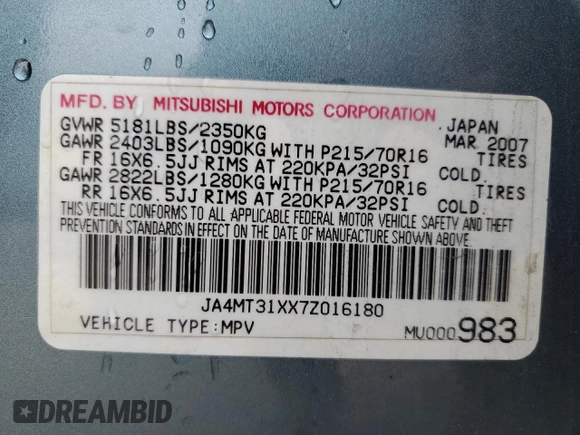 MFD. BY MITSUBISHI MOTORS CORPORATION
JAPAN
GVWR 5181LBS/2350KG MAR 2007
GAWR 2403LBS/1090KG WITH P215/70R16 TIRES
FR 16X6.5JJ RIMS AT 220KPA/32PSI COLD.
GAWR 2822LBS/1280KG WITH P215/70R16 TIRES
RR 16X6.5JJ RIMS AT 220KPA/32PSI COLD.
THIS VEHICLE CONFORMS TO ALL APPLICABLE FEDERAL MOTOR VEHICLE SAFETY AND THEFT
PREVENTION STANDARDS IN EFFECT ON THE DATE OF MANUFACTURE SHOWN ABOVE.
JA4MT31XX7Z016180
VEHICLE TYPE:MPV MU000983
DREAMBID